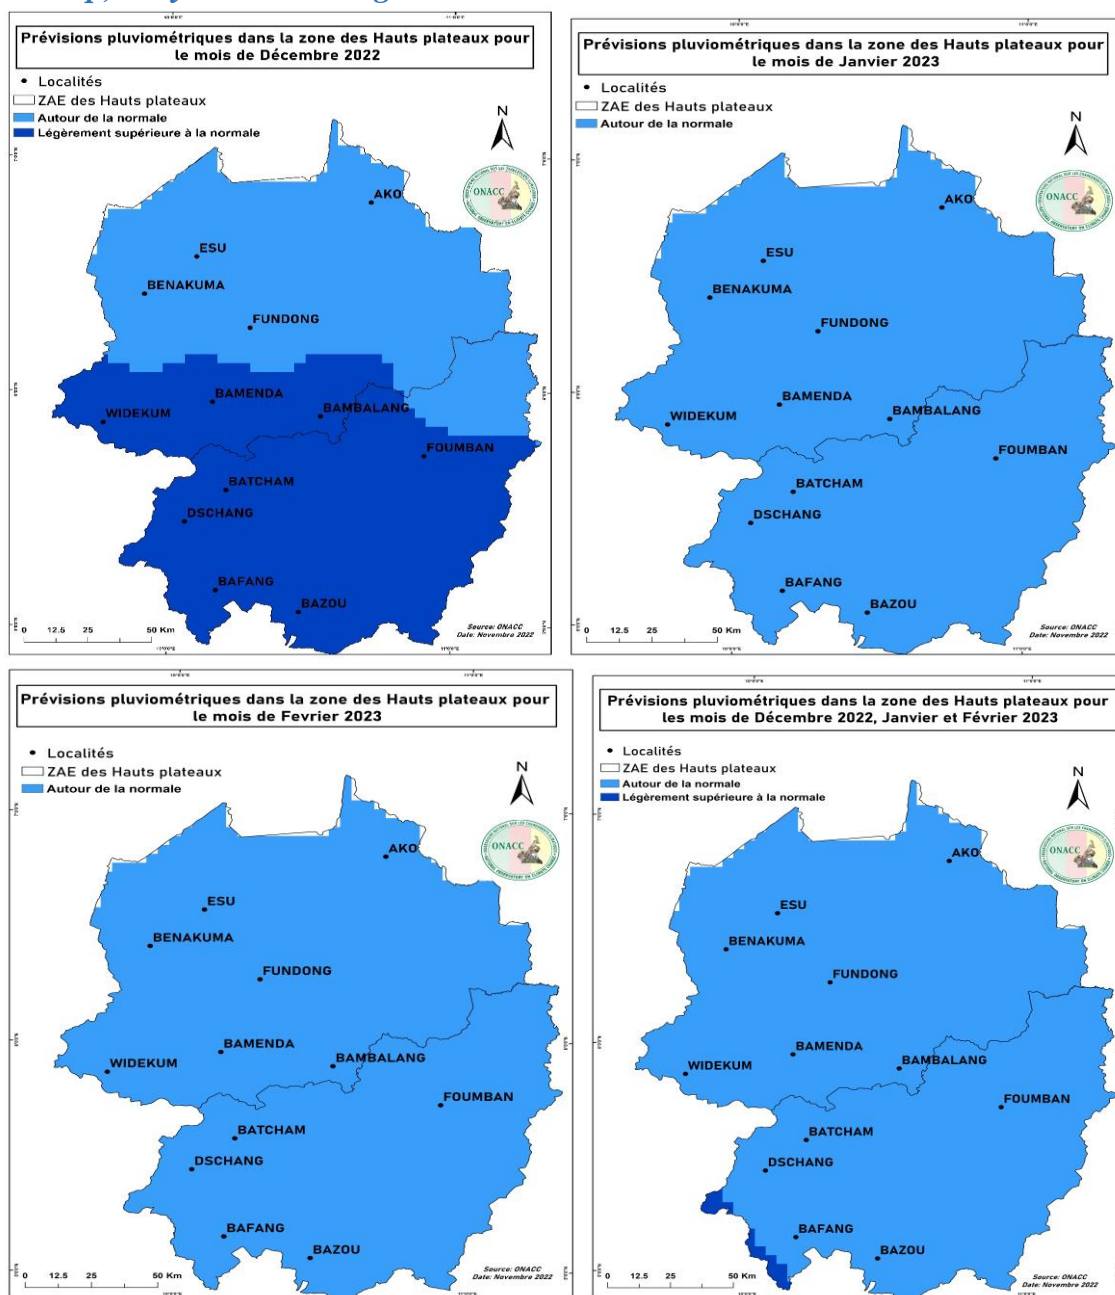 Prévisions pluviométriques dans la zone des Hauts plateaux pour
le mois de Décembre 2022
Localités
ZAE des Hauts plateaux
Autour de la normale
Légèrement supérieure à la normale
N
ONACC
AKO
ESU
BENAKUMA
FUNDONG
BAMENDA
WIDEKUM
BAMBALANG
FOUMBAN
BATCHAM
DSCHANG
BAFANG
BAZOU
0 12.5 25 50 Km
Source: ONACC
Date: Novembre 2022
Prévisions pluviométriques dans la zone des Hauts plateaux pour
le mois de Janvier 2023
Localités
ZAE des Hauts plateaux
Autour de la normale
N
ONACC
AKO
ESU
BENAKUMA
FUNDONG
BAMENDA
WIDEKUM
BAMBALANG
FOUMBAN
BATCHAM
DSCHANG
BAFANG
BAZOU
0 12.5 25 50 Km
Source: ONACC
Date: Novembre 2022
Prévisions pluviométriques dans la zone des Hauts plateaux pour
le mois de Fevrier 2023
Localités
ZAE des Hauts plateaux
Autour de la normale
N
ONACC
AKO
ESU
BENAKUMA
FUNDONG
BAMENDA
WIDEKUM
BAMBALANG
FOUMBAN
BATCHAM
DSCHANG
BAFANG
BAZOU
0 12.5 25 50 Km
Source: ONACC
Date: Novembre 2022
Prévisions pluviométriques dans la zone des Hauts plateaux pour
les mois de Décembre 2022, Janvier et Février 2023
Localités
ZAE des Hauts plateaux
Autour de la normale
Légèrement supérieure à la normale
N
ONACC
AKO
ESU
BENAKUMA
FUNDONG
BAMENDA
WIDEKUM
BAMBALANG
FOUMBAN
BATCHAM
DSCHANG
BAFANG
BAZOU
0 12.5 25 50 Km
Source: ONACC
Date: Novembre 2022